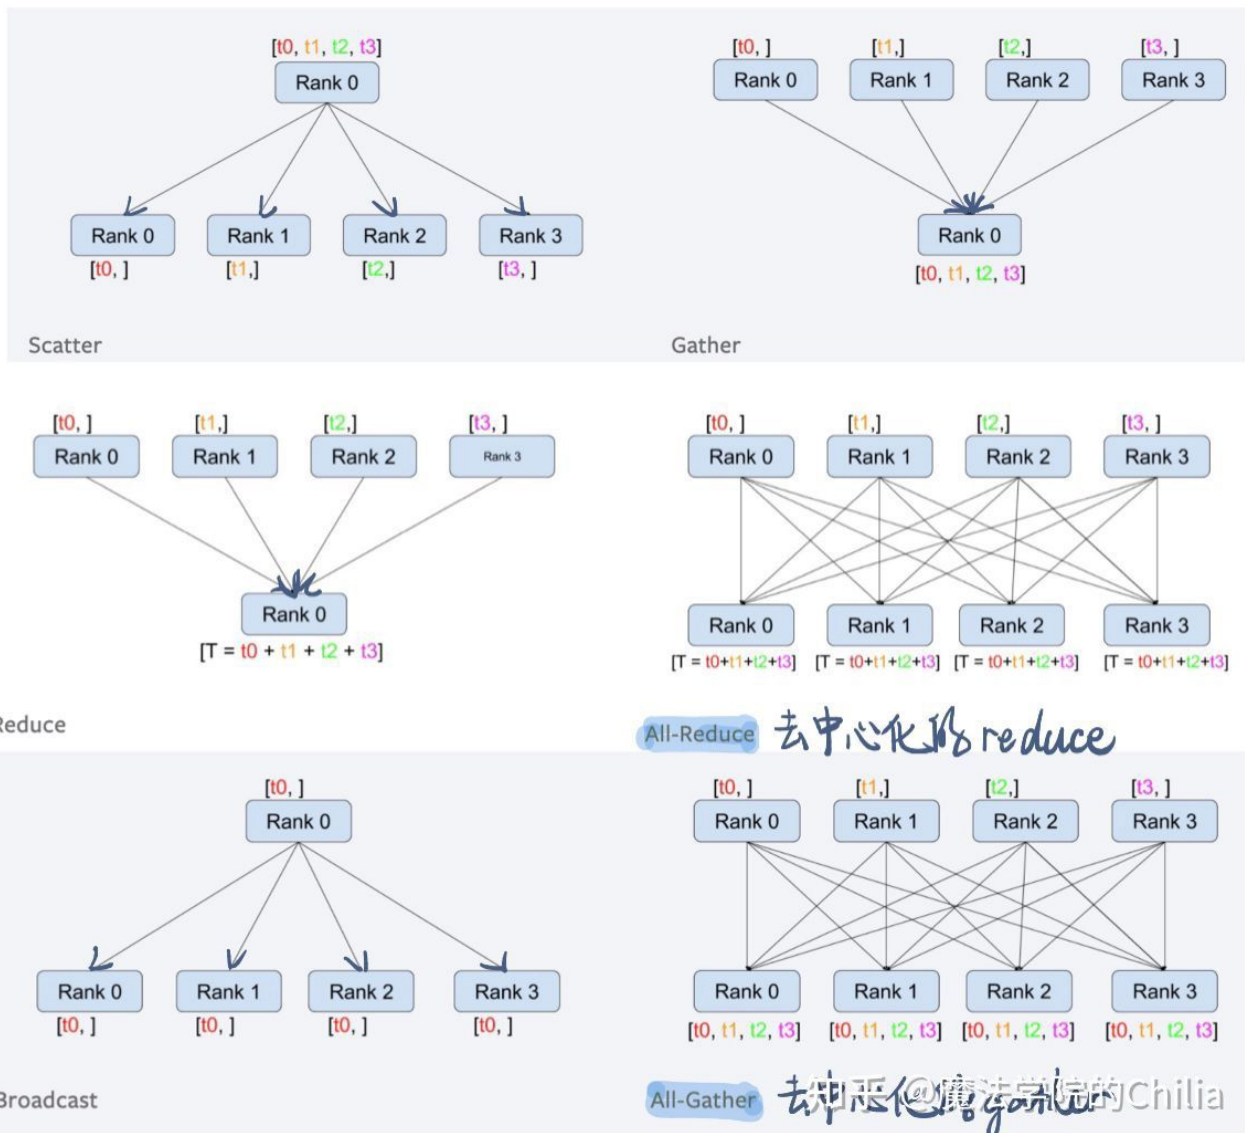 [t0, t1, t2, t3]
Rank 0
Rank 0 Rank 1 Rank 2 Rank 3
[t0, ] [t1,] [t2,] [t3, ]
Scatter
[t0, ] [t1,] [t2,] [t3, ]
Rank 0 Rank 1 Rank 2 Rank 3
Rank 0
[t0, t1, t2, t3]
Gather
[t0, ] [t1,] [t2,] [t3, ]
Rank 0 Rank 1 Rank 2 Rank 3
Rank 0
[T = t0 + t1 + t2 + t3]
Reduce
[t0, ] [t1,] [t2,] [t3, ]
Rank 0 Rank 1 Rank 2 Rank 3
Rank 0 Rank 1 Rank 2 Rank 3
[T = t0+t1+t2+t3] [T = t0+t1+t2+t3] [T = t0+t1+t2+t3] [T = t0+t1+t2+t3]
All-Reduce 去中心化的reduce
[t0, ]
Rank 0
Rank 0 Rank 1 Rank 2 Rank 3
[t0, ] [t0, ] [t0, ] [t0, ]
Broadcast
[t0, ] [t1,] [t2,] [t3, ]
Rank 0 Rank 1 Rank 2 Rank 3
Rank 0 Rank 1 Rank 2 Rank 3
[t0, t1, t2, t3] [t0, t1, t2, t3] [t0, t1, t2, t3] [t0, t1, t2, t3]
All-Gather 去中心化的
知乎 @魔法学院的Chilia